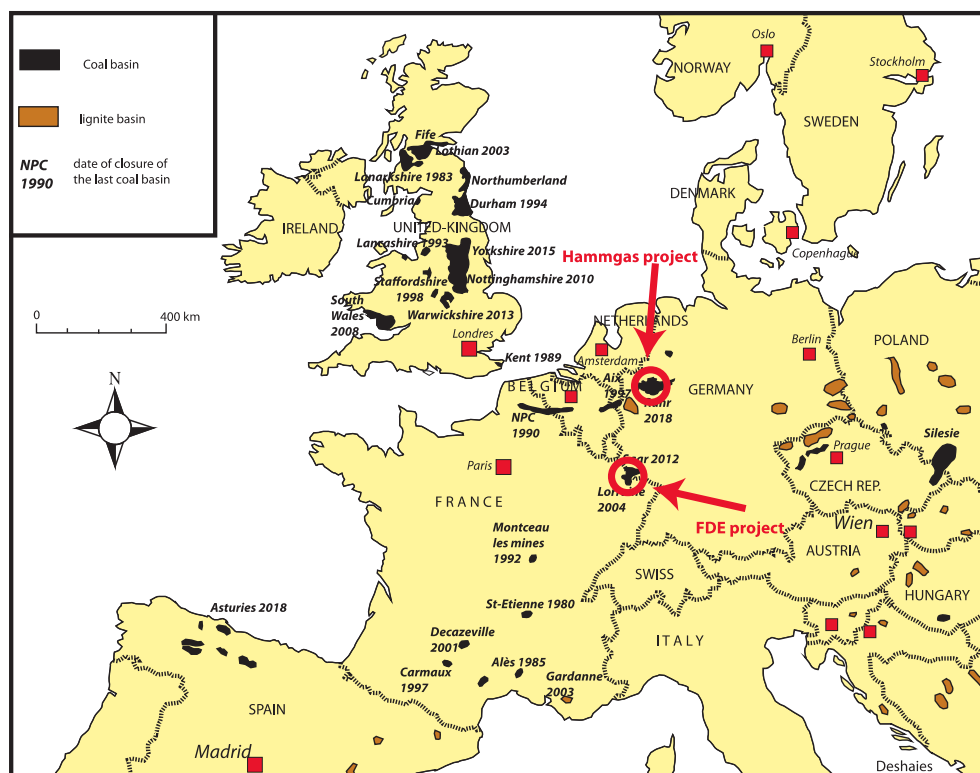 Coal basin
lignite basin
NPC
1990
date of closure of
the last coal basin
Oslo
NORWAY
Stockholm
SWEDEN
Fife
Lothian 2003
Lanarkshire 1983
Northumberland
Cumbria
Durham 1994
DENMARK
IRELAND
UNITED-KINGDOM
Lancashire 1993
Yorkshire 2015
Copenhague
Hammgas project
Staffordshire
1998
Nottinghamshire 2010
South
Wales
2008
Warwickshire 2013
NETHERLANDS
0
400 km
Londres
Berlin
POLAND
Kent 1989
Amsterdam
BELGIUM
Aix
1997
GERMANY
Ruhr
2018
N
NPC
1990
Silesie
Prague
Saar 2012
Paris
CZECH REP.
Lorraine
2004
FRANCE
FDE project
Wien
Montceau
les mines
1992
AUSTRIA
SWISS
HUNGARY
St-Etienne 1980
Asturies 2018
Decazeville
2001
ITALY
Carmaux
1997
Alès 1985
Gardanne
2003
SPAIN
Madrid
Deshaies